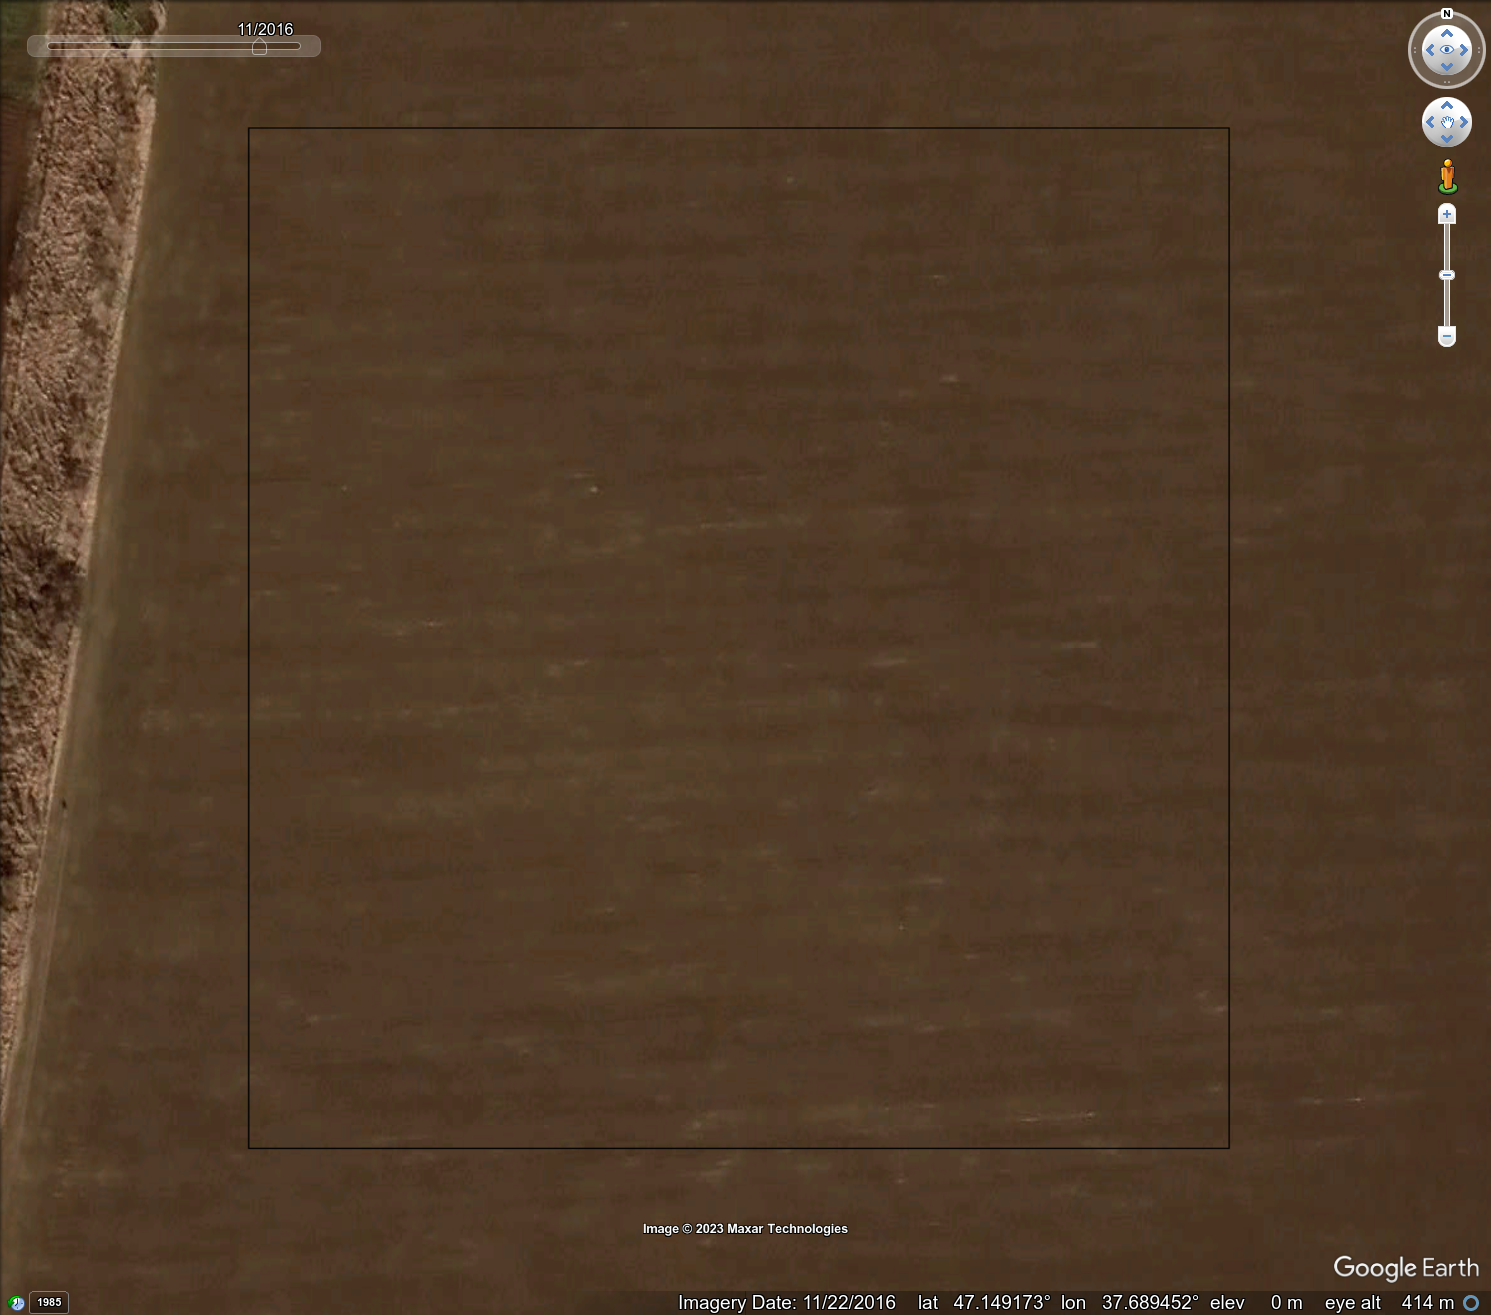 11/2016
N
Image © 2023 Maxar Technologies
Google Earth
1985
Imagery Date: 11/22/2016 lat 47.149173° lon 37.689452° elev 0 m eye alt 414 m